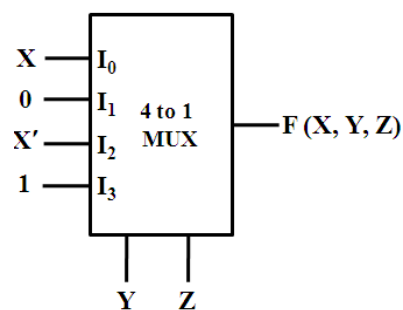 X I₀
0 I₁
X′ I₂
1 I₃
4 to 1
MUX
F (X, Y, Z)
Y Z